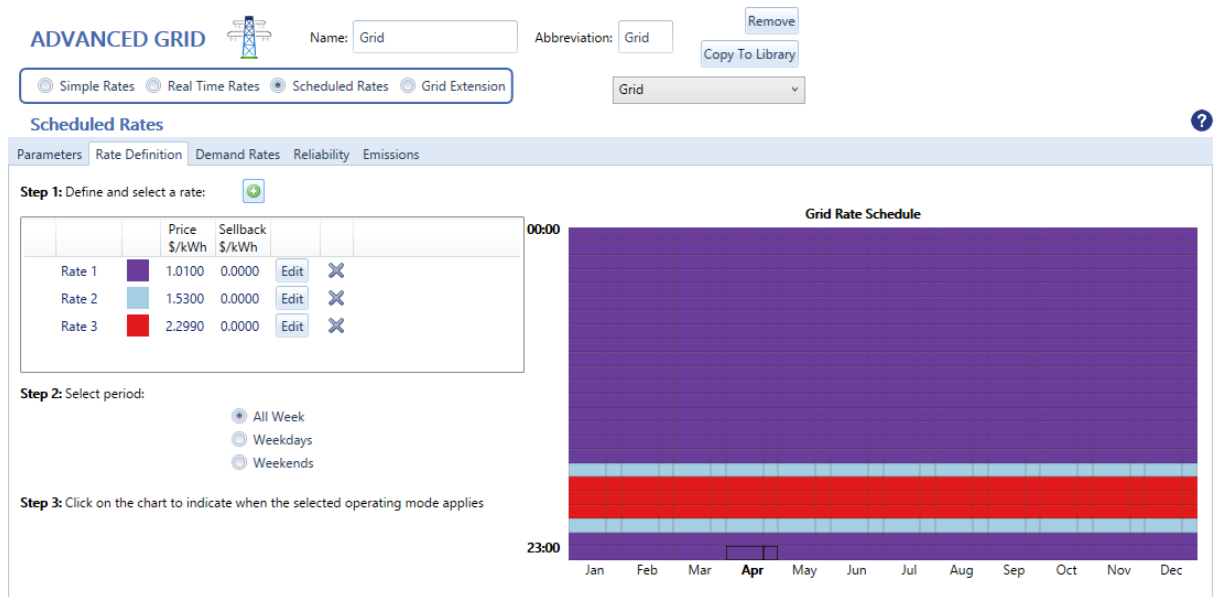 Remove
ADVANCED GRID Name: Grid Abbreviation: Grid
Copy To Library
Simple Rates Real Time Rates Scheduled Rates Grid Extension Grid
Scheduled Rates ?
Parameters Rate Definition Demand Rates Reliability Emissions
Step 1: Define and select a rate:
Price Sellback
$/kWh $/kWh
Rate 1 1.0100 0.0000 Edit
Rate 2 1.5300 0.0000 Edit
Rate 3 2.2990 0.0000 Edit
Step 2: Select period:
All Week
Weekdays
Weekends
Step 3: Click on the chart to indicate when the selected operating mode applies
Grid Rate Schedule
00:00
23:00
Jan Feb Mar Apr May Jun Jul Aug Sep Oct Nov Dec